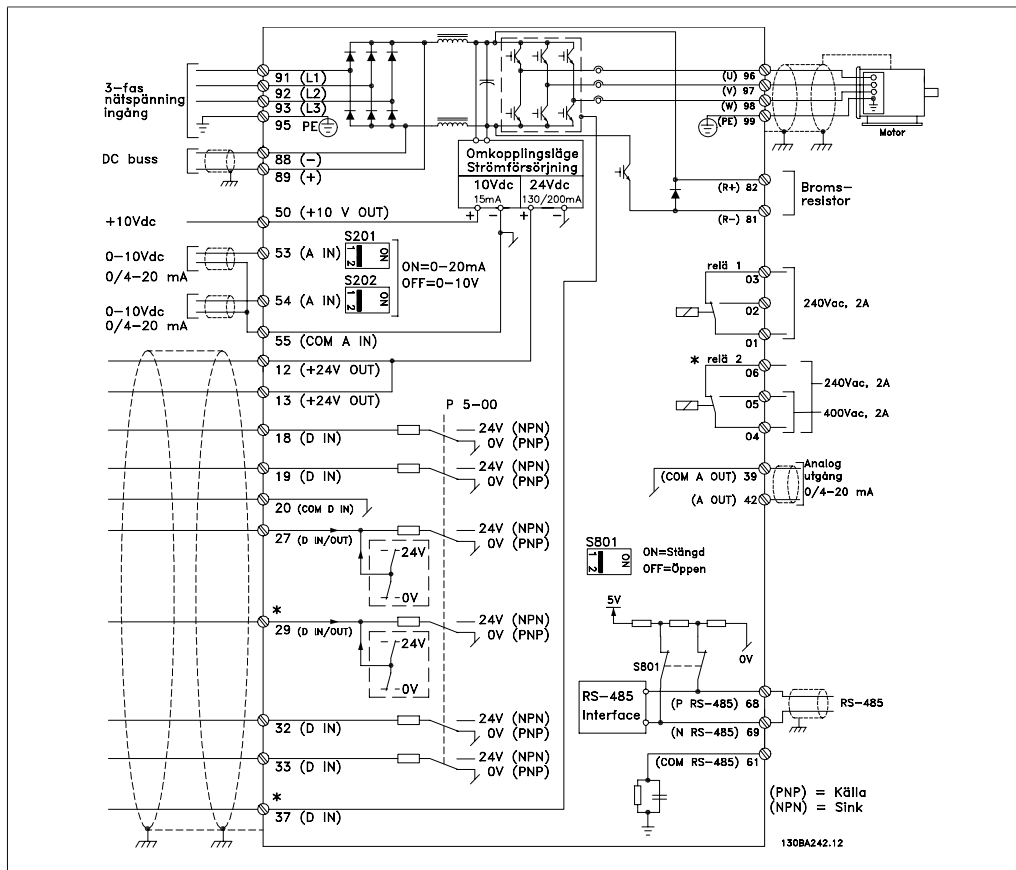 3-fas
nätspänning
ingång
91 (L1)
92 (L2)
93 (L3)
95 PE
DC buss
88 (-)
89 (+)
+10Vdc
50 (+10 V OUT)
0-10Vdc
0/4-20 mA
53 (A IN)
S201
ON
1 2
ON=0-20mA
OFF=0-10V
S202
ON
1 2
0-10Vdc
0/4-20 mA
54 (A IN)
55 (COM A IN)
12 (+24V OUT)
13 (+24V OUT)
P 5-00
18 (D IN)
24V (NPN)
0V (PNP)
19 (D IN)
24V (NPN)
0V (PNP)
20 (COM D IN)
27 (D IN/OUT)
24V (NPN)
0V (PNP)
24V
0V
*
29 (D IN/OUT)
24V (NPN)
0V (PNP)
24V
0V
32 (D IN)
24V (NPN)
0V (PNP)
33 (D IN)
24V (NPN)
0V (PNP)
*
37 (D IN)
Omkopplingsläge
Strömförsörjning
10Vdc
15mA
24Vdc
130/200mA
+ - + -
(U) 96
(V) 97
(W) 98
(PE) 99
Motor
(R+) 82
(R-) 81
Broms-
resistor
relä 1
03
02
01
240Vac, 2A
* relä 2
06
05
04
240Vac, 2A
400Vac, 2A
(COM A OUT) 39
(A OUT) 42
Analog
utgång
0/4-20 mA
S801
ON
1 2
ON=Stängd
OFF=Öppen
5V
0V
S801
RS-485
Interface
(P RS-485) 68
(N RS-485) 69
(COM RS-485) 61
RS-485
(PNP) = Källa
(NPN) = Sink
130BA242.12